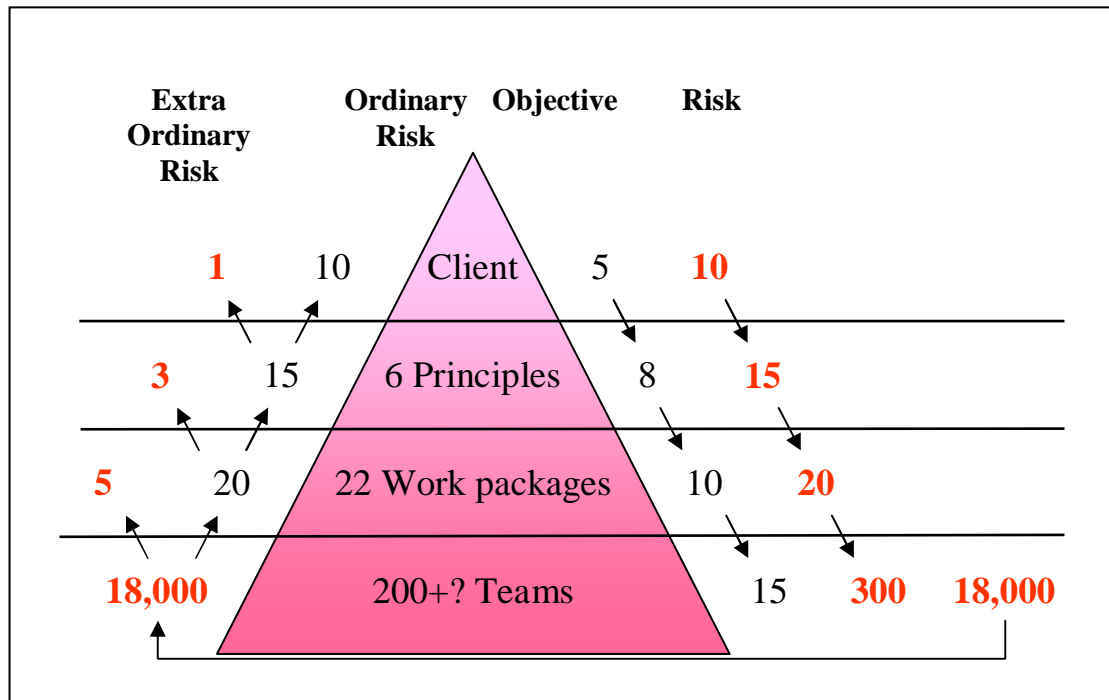 Extra
Ordinary
Risk
Ordinary
Risk
Objective
Risk
1 10 Client 5 10
3 15 6 Principles 8 15
5 20 22 Work packages 10 20
18,000 200+? Teams 15 300 18,000